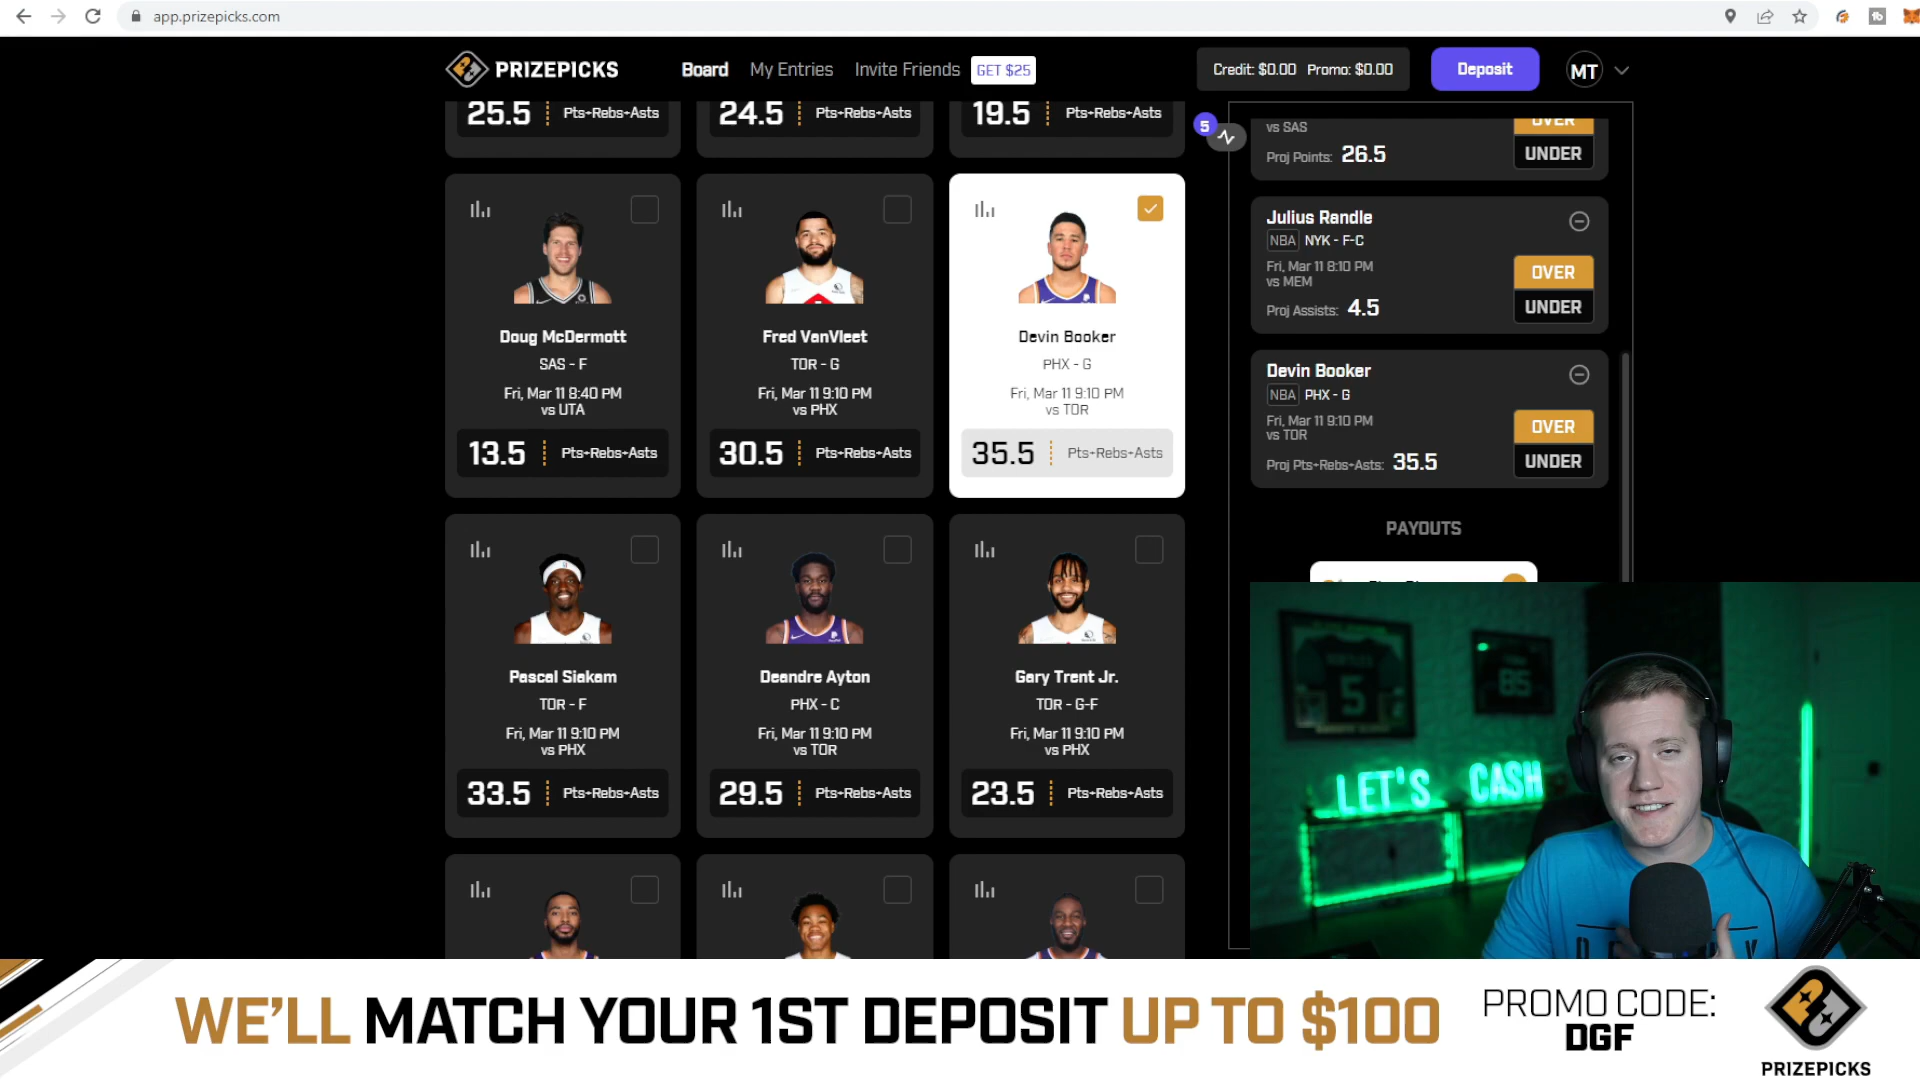 app.prizepicks.com
PRIZEPICKS
Board
My Entries
Invite Friends
GET $25
Credit: $0.00 Promo: $0.00
Deposit
MT
25.5 Pts+Rebs+Asts
24.5 Pts+Rebs+Asts
19.5 Pts+Rebs+Asts
Doug McDermott
SAS - F
Fri, Mar 11 8:40 PM
vs UTA
13.5 Pts+Rebs+Asts
Fred VanVleet
TOR - G
Fri, Mar 11 9:10 PM
vs PHX
30.5 Pts+Rebs+Asts
Devin Booker
PHX - G
Fri, Mar 11 9:10 PM
vs TOR
35.5 Pts+Rebs+Asts
Pascal Siakam
TOR - F
Fri, Mar 11 9:10 PM
vs PHX
33.5 Pts+Rebs+Asts
Deandre Ayton
PHX - C
Fri, Mar 11 9:10 PM
vs TOR
29.5 Pts+Rebs+Asts
Gary Trent Jr.
TOR - G-F
Fri, Mar 11 9:10 PM
vs PHX
23.5 Pts+Rebs+Asts
5
vs SAS
Proj Points: 26.5
OVER
UNDER
Julius Randle
NBA NYK - F-C
Fri, Mar 11 8:10 PM
vs MEM
Proj Assists: 4.5
OVER
UNDER
Devin Booker
NBA PHX - G
Fri, Mar 11 9:10 PM
vs TOR
Proj Pts+Rebs+Asts: 35.5
OVER
UNDER
PAYOUTS
5
85
LET'S CASH
WE'LL MATCH YOUR 1ST DEPOSIT UP TO $100
PROMO CODE:
DGF
PRIZEPICKS